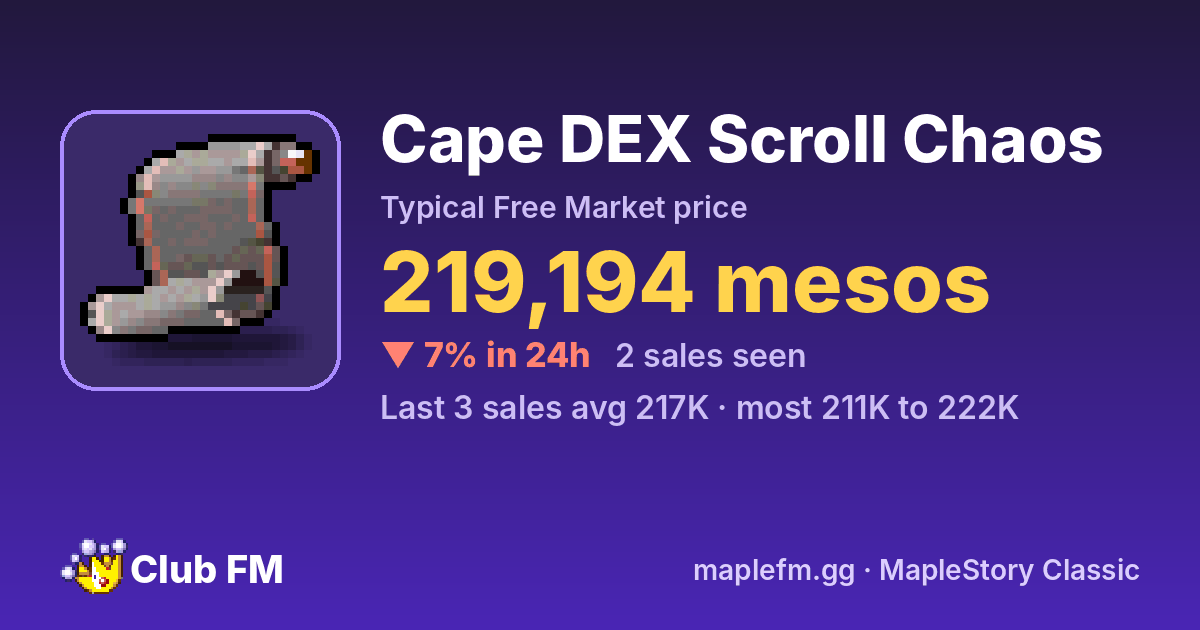 Cape DEX Scroll Chaos
Typical Free Market price
219,194 mesos
▼ 7% in 24h 2 sales seen
Last 3 sales avg 217K · most 211K to 222K
Club FM
maplefm.gg · MapleStory Classic